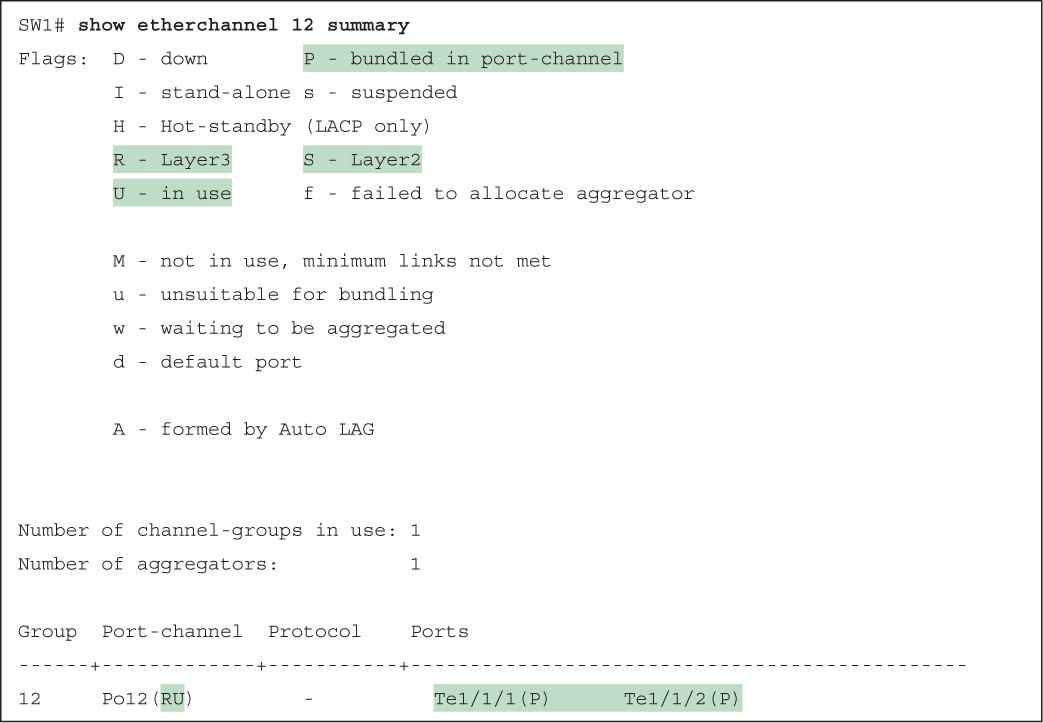 SW1# show etherchannel 12 summary
Flags:  D - down        P - bundled in port-channel
        I - stand-alone s - suspended
        H - Hot-standby (LACP only)
        R - Layer3      S - Layer2
        U - in use      f - failed to allocate aggregator
        M - not in use, minimum links not met
        u - unsuitable for bundling
        w - waiting to be aggregated
        d - default port
        A - formed by Auto LAG
Number of channel-groups in use: 1
Number of aggregators:           1
Group  Port-channel  Protocol    Ports
------+-------------+-----------+-----------------------------------------------
12     Po12(RU)         -          Te1/1/1(P)      Te1/1/2(P)